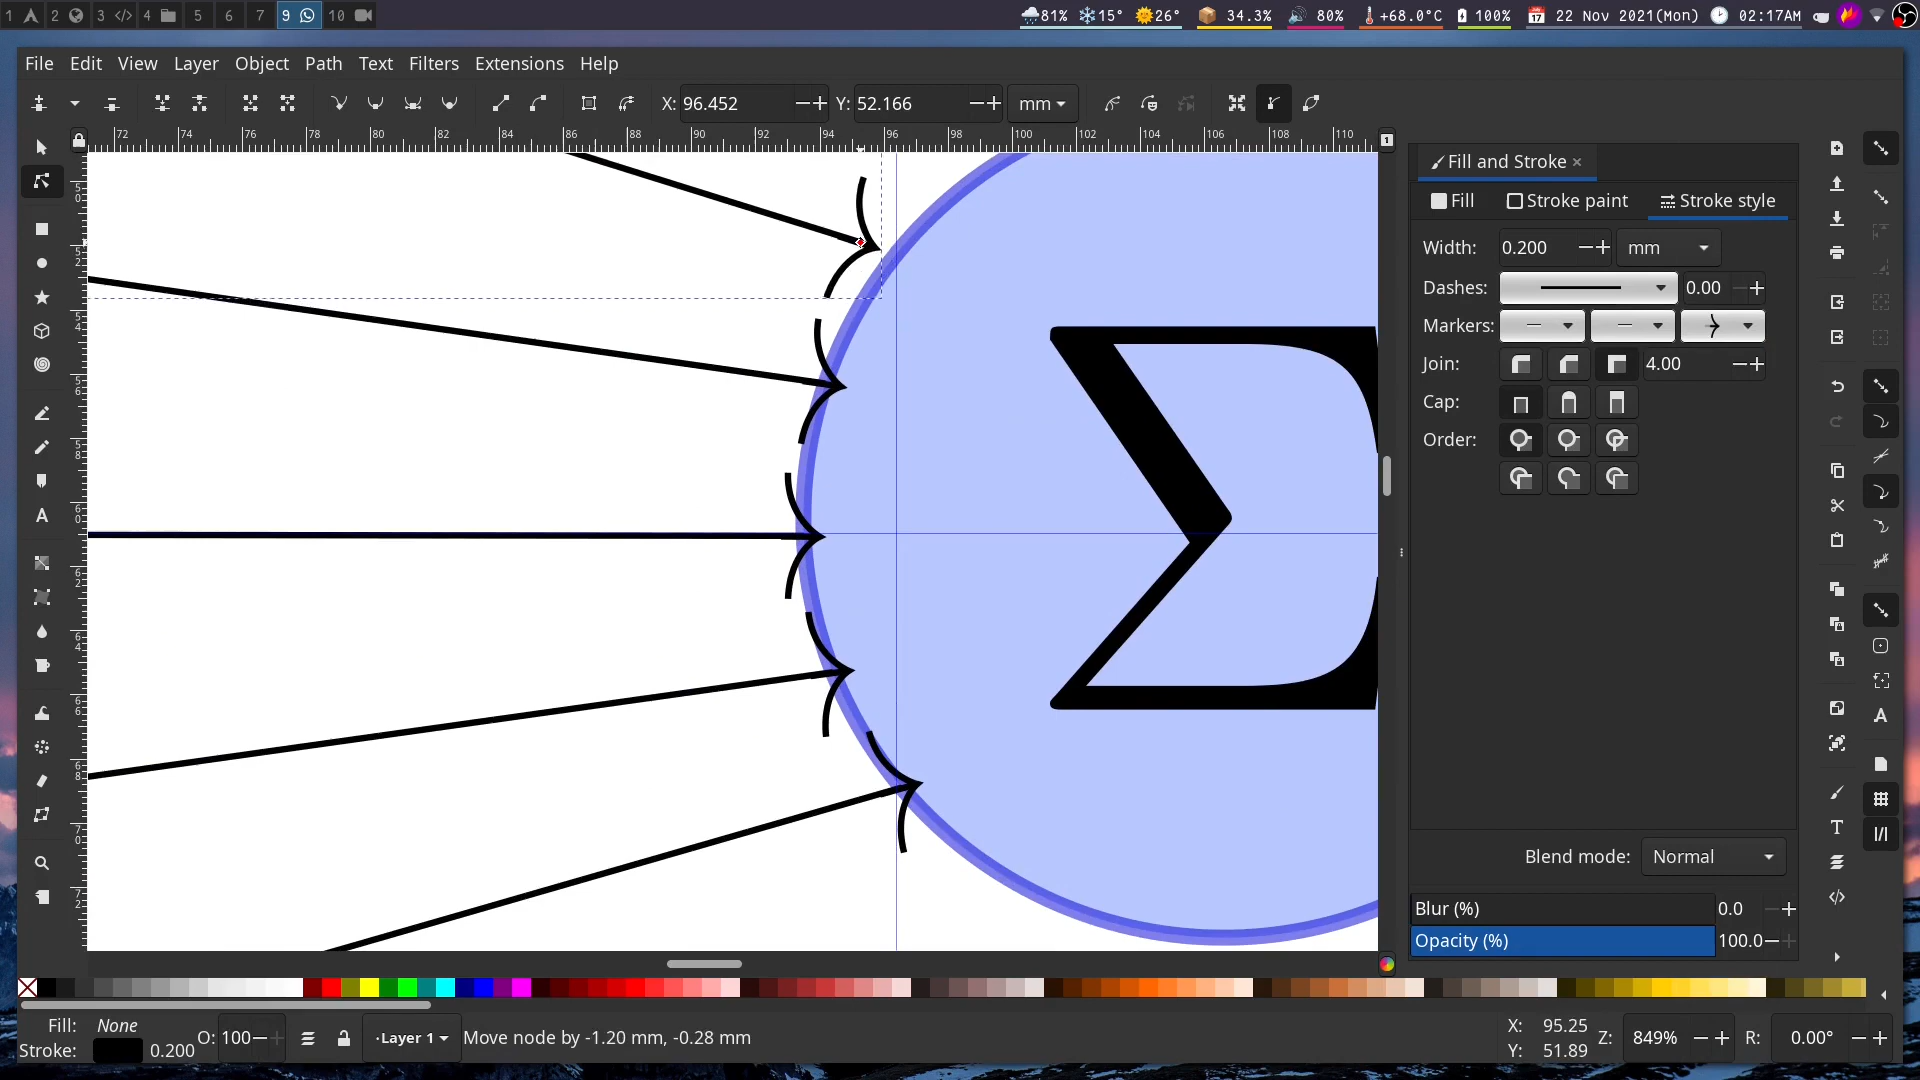 1 2 3 4 5 6 7 9 10 81% 15° 26° 34.3% 80% +68.0°C 100% 22 Nov 2021(Mon) 02:17AM
File Edit View Layer Object Path Text Filters Extensions Help
X: 96.452 Y: 52.166 mm
72 74 76 78 80 82 84 86 88 90 92 94 96 98 100 102 104 106 108 110 1
Fill and Stroke ×
Fill Stroke paint Stroke style
Width: 0.200 mm
Dashes: 0.00
Markers:
Join: 4.00
Cap:
Order:
Σ
Blend mode: Normal
Blur (%) 0.0
Opacity (%) 100.0
Fill: None
Stroke: 0.200
O: 100 Layer 1 Move node by -1.20 mm, -0.28 mm
X: 95.25
Y: 51.89
Z: 849% R: 0.00°